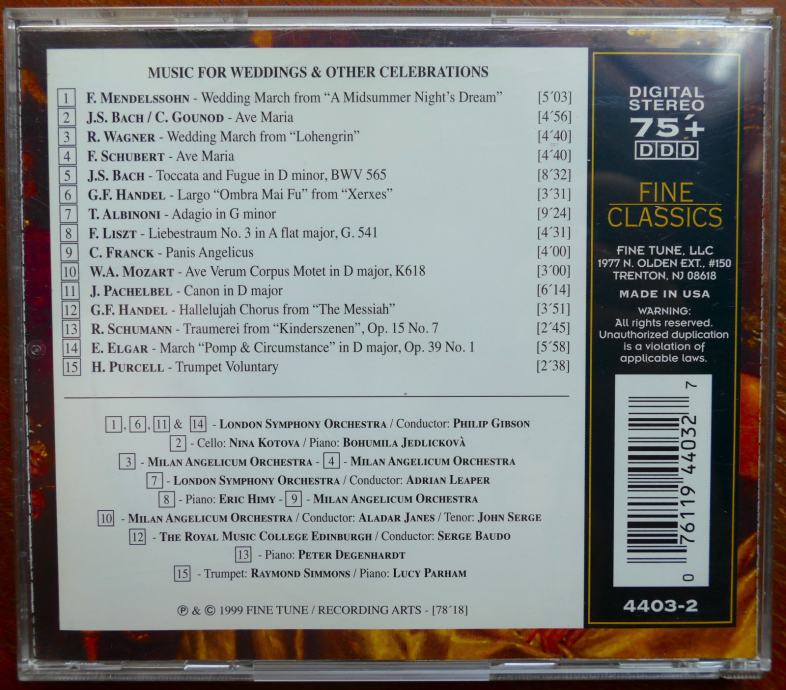 MUSIC FOR WEDDINGS & OTHER CELEBRATIONS
1 F. MENDELSSOHN - Wedding March from “A Midsummer Night's Dream” [5´03]
2 J.S. BACH / C. GOUNOD - Ave Maria [4´56]
3 R. WAGNER - Wedding March from “Lohengrin” [4´40]
4 F. SCHUBERT - Ave Maria [4´40]
5 J.S. BACH - Toccata and Fugue in D minor, BWV 565 [8´32]
6 G.F. HANDEL - Largo “Ombra Mai Fu” from “Xerxes” [3´31]
7 T. ALBINONI - Adagio in G minor [9´24]
8 F. LISZT - Liebestraum No. 3 in A flat major, G. 541 [4´31]
9 C. FRANCK - Panis Angelicus [4´00]
10 W.A. MOZART - Ave Verum Corpus Motet in D major, K618 [3´00]
11 J. PACHELBEL - Canon in D major [6´14]
12 G.F. HANDEL - Hallelujah Chorus from “The Messiah” [3´51]
13 R. SCHUMANN - Traumerei from “Kinderszenen”, Op. 15 No. 7 [2´45]
14 E. ELGAR - March “Pomp & Circumstance” in D major, Op. 39 No. 1 [5´58]
15 H. PURCELL - Trumpet Voluntary [2´38]
1, 6, 11 & 14 - LONDON SYMPHONY ORCHESTRA / Conductor: PHILIP GIBSON
2 - Cello: NINA KOTOVA / Piano: BOHUMILA JEDLICKOVÀ
3 - MILAN ANGELICUM ORCHESTRA - 4 - MILAN ANGELICUM ORCHESTRA
7 - LONDON SYMPHONY ORCHESTRA / Conductor: ADRIAN LEAPER
8 - Piano: ERIC HIMY - 9 - MILAN ANGELICUM ORCHESTRA
10 - MILAN ANGELICUM ORCHESTRA / Conductor: ALADAR JANES / Tenor: JOHN SERGE
12 - THE ROYAL MUSIC COLLEGE EDINBURGH / Conductor: SERGE BAUDO
13 - Piano: PETER DEGENHARDT
15 - Trumpet: RAYMOND SIMMONS / Piano: LUCY PARHAM
℗ & © 1999 FINE TUNE / RECORDING ARTS - [78´18]
DIGITAL
STEREO
75´+
DDD
FINE
CLASSICS
FINE TUNE, LLC
1977 N. OLDEN EXT., #150
TRENTON, NJ 08618
MADE IN USA
WARNING:
All rights reserved.
Unauthorized duplication
is a violation of
applicable laws.
0 76119 44032 7
4403-2